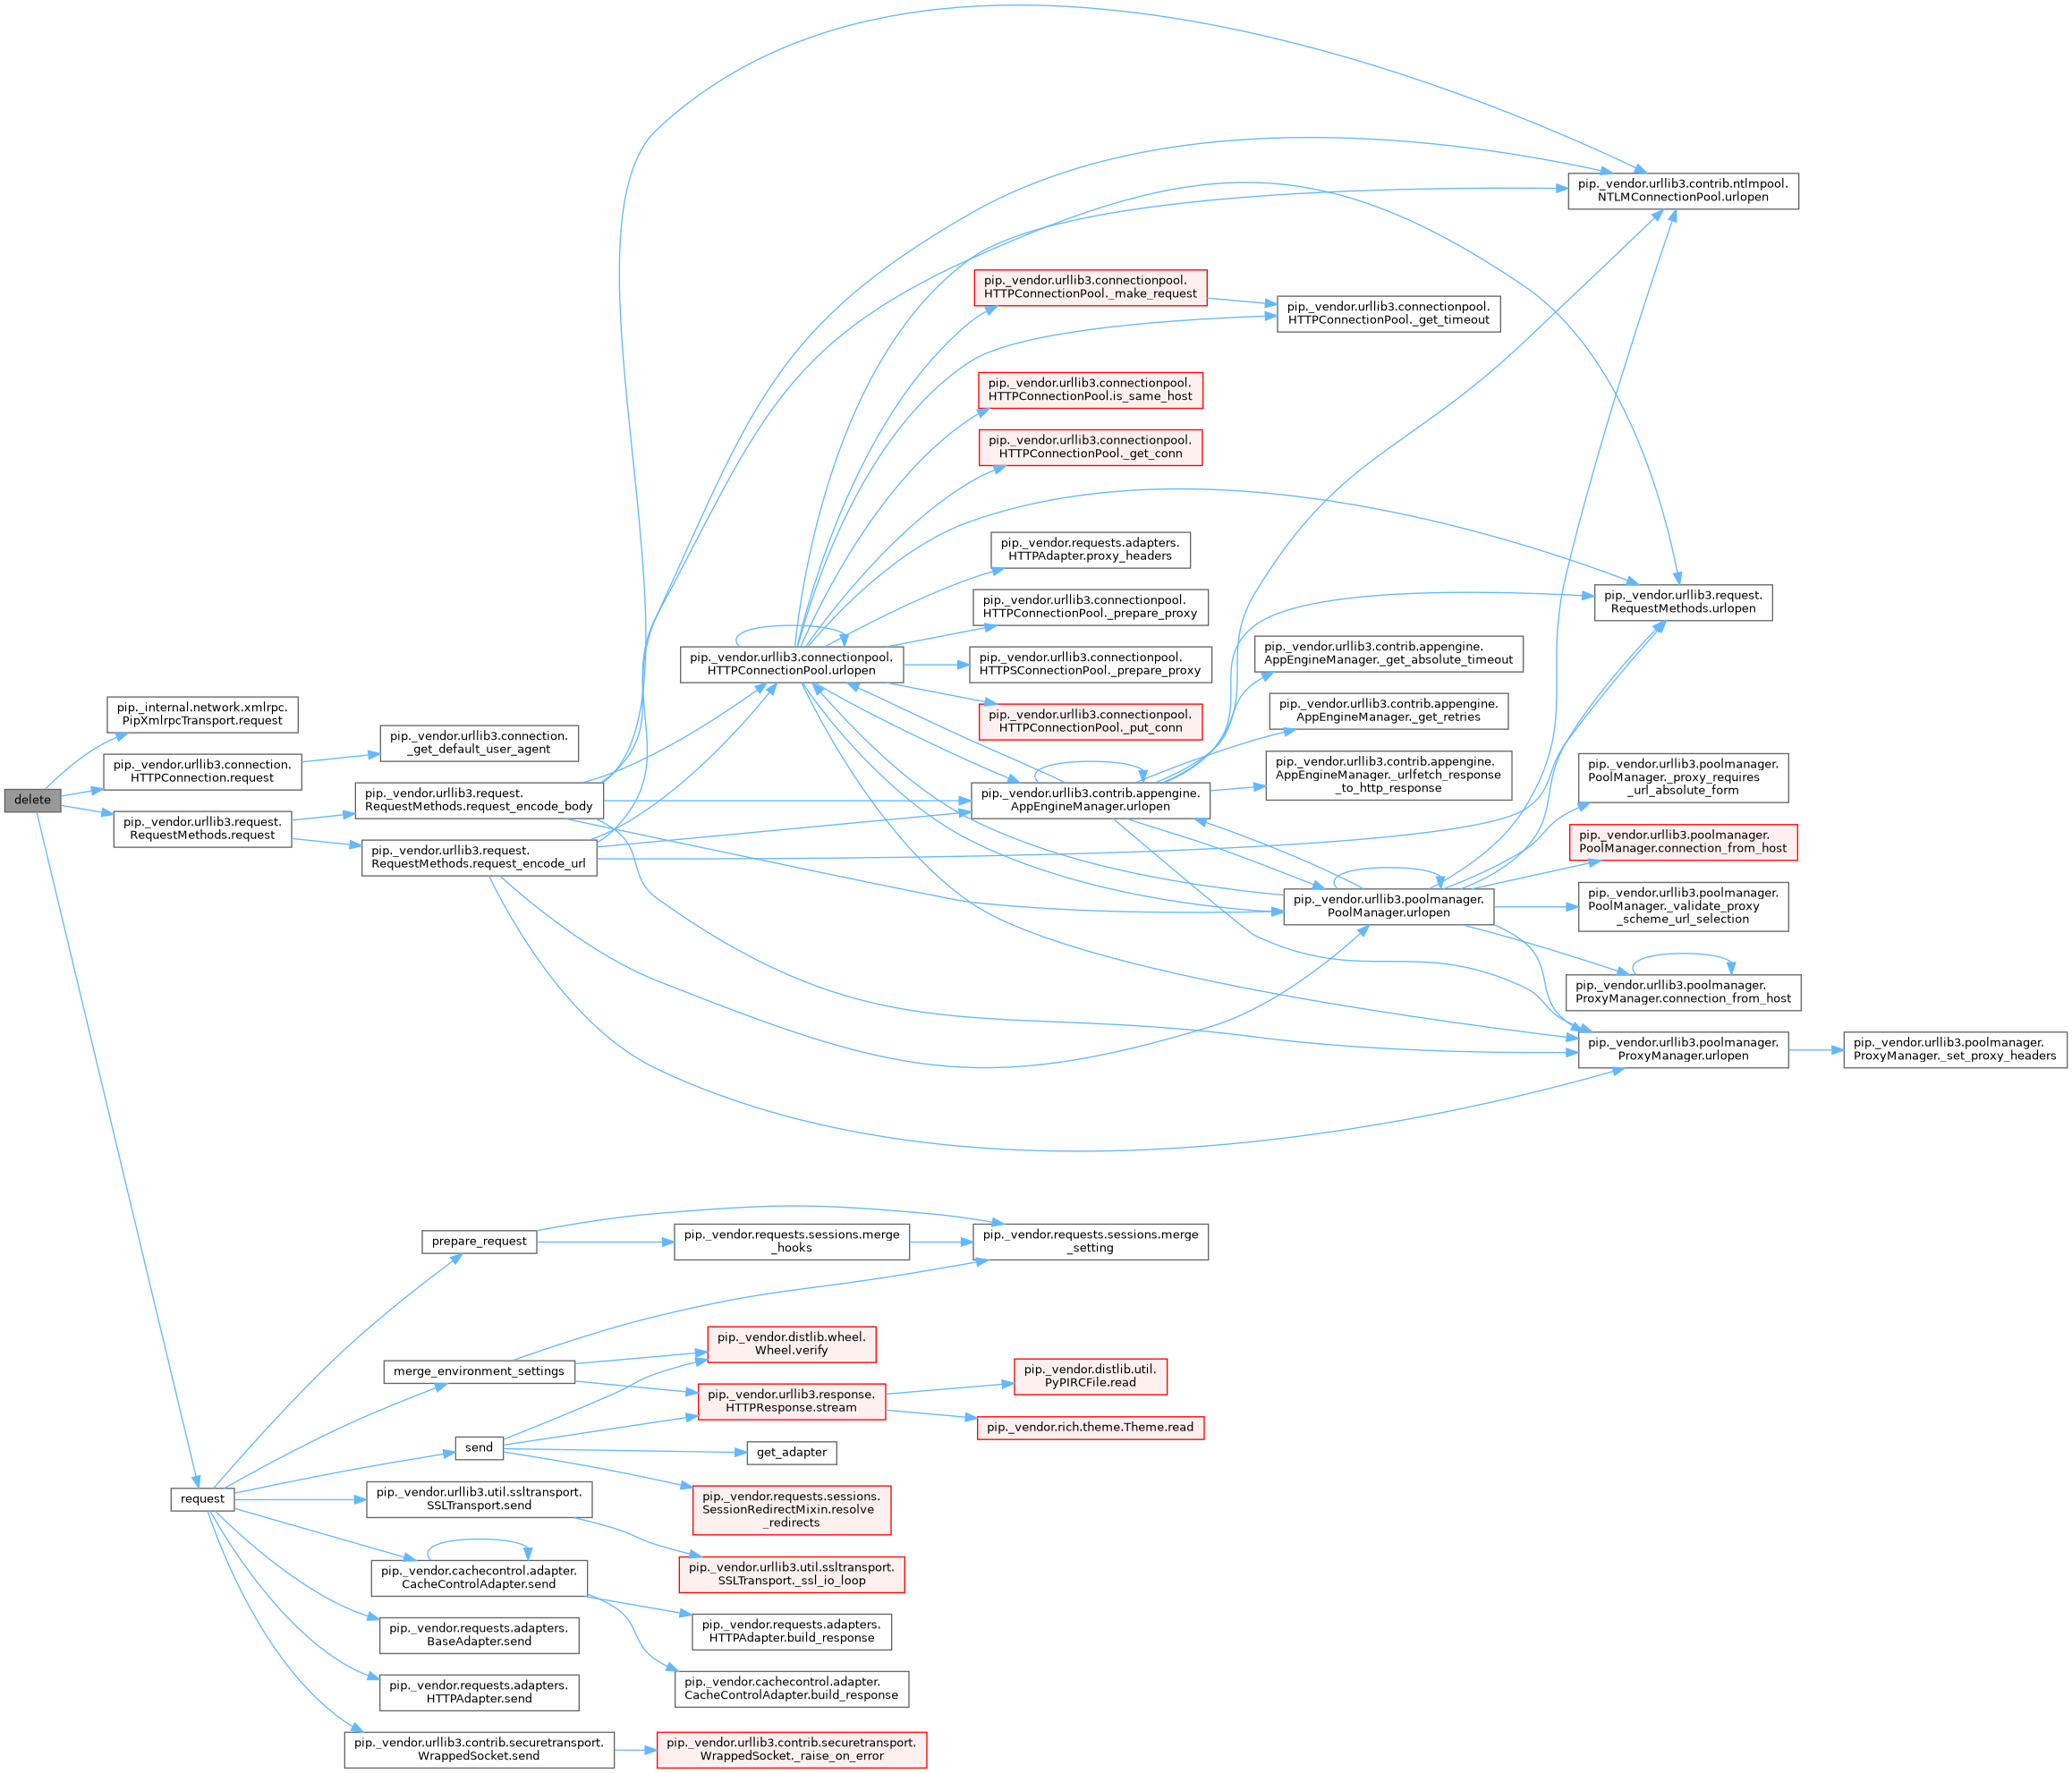 delete
pip._internal.network.xmlrpc.
PipXmlrpcTransport.request
pip._vendor.urllib3.connection.
HTTPConnection.request
pip._vendor.urllib3.request.
RequestMethods.request
request
pip._vendor.urllib3.connection.
_get_default_user_agent
pip._vendor.urllib3.request.
RequestMethods.request_encode_body
pip._vendor.urllib3.request.
RequestMethods.request_encode_url
pip._vendor.urllib3.connectionpool.
HTTPConnectionPool.urlopen
pip._vendor.urllib3.connectionpool.
HTTPConnectionPool._make_request
pip._vendor.urllib3.connectionpool.
HTTPConnectionPool.is_same_host
pip._vendor.urllib3.connectionpool.
HTTPConnectionPool._get_conn
pip._vendor.requests.adapters.
HTTPAdapter.proxy_headers
pip._vendor.urllib3.connectionpool.
HTTPConnectionPool._prepare_proxy
pip._vendor.urllib3.connectionpool.
HTTPSConnectionPool._prepare_proxy
pip._vendor.urllib3.connectionpool.
HTTPConnectionPool._put_conn
pip._vendor.urllib3.contrib.appengine.
AppEngineManager.urlopen
pip._vendor.urllib3.connectionpool.
HTTPConnectionPool._get_timeout
pip._vendor.urllib3.contrib.appengine.
AppEngineManager._get_absolute_timeout
pip._vendor.urllib3.contrib.appengine.
AppEngineManager._get_retries
pip._vendor.urllib3.contrib.appengine.
AppEngineManager._urlfetch_response
_to_http_response
pip._vendor.urllib3.poolmanager.
PoolManager.urlopen
pip._vendor.urllib3.contrib.ntlmpool.
NTLMConnectionPool.urlopen
pip._vendor.urllib3.request.
RequestMethods.urlopen
pip._vendor.urllib3.poolmanager.
PoolManager._proxy_requires
_url_absolute_form
pip._vendor.urllib3.poolmanager.
PoolManager.connection_from_host
pip._vendor.urllib3.poolmanager.
PoolManager._validate_proxy
_scheme_url_selection
pip._vendor.urllib3.poolmanager.
ProxyManager.connection_from_host
pip._vendor.urllib3.poolmanager.
ProxyManager.urlopen
pip._vendor.urllib3.poolmanager.
ProxyManager._set_proxy_headers
prepare_request
pip._vendor.requests.sessions.merge
_hooks
pip._vendor.requests.sessions.merge
_setting
merge_environment_settings
pip._vendor.distlib.wheel.
Wheel.verify
pip._vendor.urllib3.response.
HTTPResponse.stream
pip._vendor.distlib.util.
PyPIRCFile.read
pip._vendor.rich.theme.Theme.read
send
get_adapter
pip._vendor.requests.sessions.
SessionRedirectMixin.resolve
_redirects
pip._vendor.urllib3.util.ssltransport.
SSLTransport.send
pip._vendor.urllib3.util.ssltransport.
SSLTransport._ssl_io_loop
pip._vendor.cachecontrol.adapter.
CacheControlAdapter.send
pip._vendor.requests.adapters.
HTTPAdapter.build_response
pip._vendor.cachecontrol.adapter.
CacheControlAdapter.build_response
pip._vendor.requests.adapters.
BaseAdapter.send
pip._vendor.requests.adapters.
HTTPAdapter.send
pip._vendor.urllib3.contrib.securetransport.
WrappedSocket.send
pip._vendor.urllib3.contrib.securetransport.
WrappedSocket._raise_on_error